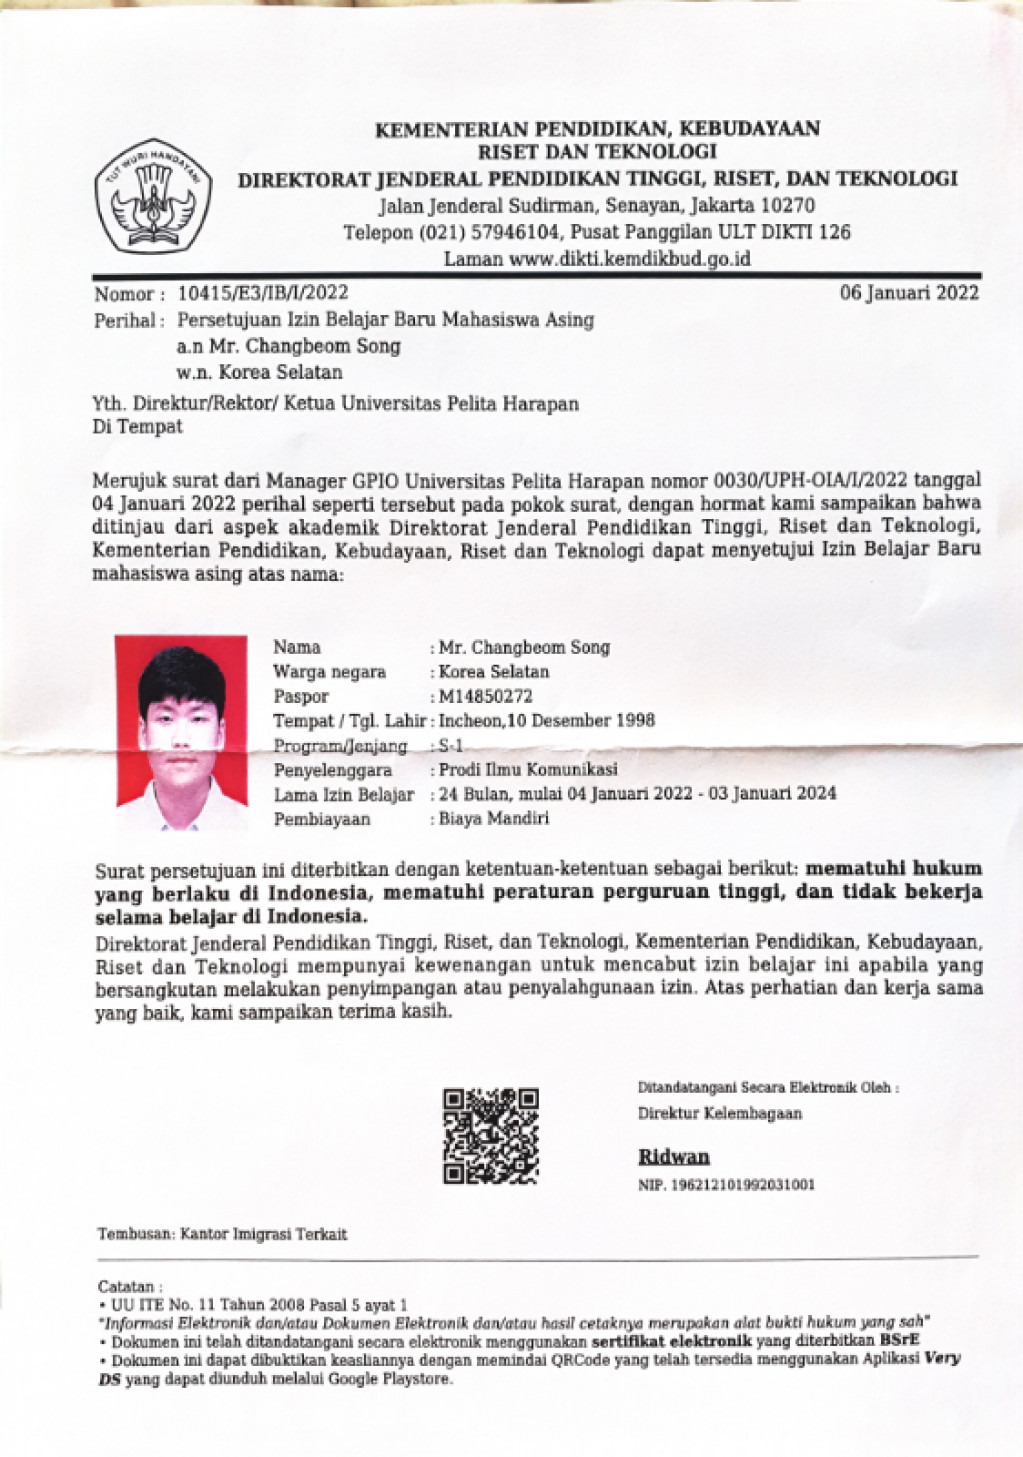 TUT WURI HANDAYANI
KEMENTERIAN PENDIDIKAN, KEBUDAYAAN
RISET DAN TEKNOLOGI
DIREKTORAT JENDERAL PENDIDIKAN TINGGI, RISET, DAN TEKNOLOGI
Jalan Jenderal Sudirman, Senayan, Jakarta 10270
Telepon (021) 57946104, Pusat Panggilan ULT DIKTI 126
Laman www.dikti.kemdikbud.go.id
Nomor : 10415/E3/IB/I/2022 06 Januari 2022
Perihal : Persetujuan Izin Belajar Baru Mahasiswa Asing
a.n Mr. Changbeom Song
w.n. Korea Selatan
Yth. Direktur/Rektor/ Ketua Universitas Pelita Harapan
Di Tempat
Merujuk surat dari Manager GPIO Universitas Pelita Harapan nomor 0030/UPH-OIA/I/2022 tanggal
04 Januari 2022 perihal seperti tersebut pada pokok surat, dengan hormat kami sampaikan bahwa
ditinjau dari aspek akademik Direktorat Jenderal Pendidikan Tinggi, Riset dan Teknologi,
Kementerian Pendidikan, Kebudayaan, Riset dan Teknologi dapat menyetujui Izin Belajar Baru
mahasiswa asing atas nama:
Nama : Mr. Changbeom Song
Warga negara : Korea Selatan
Paspor : M14850272
Tempat / Tgl. Lahir : Incheon,10 Desember 1998
Program/Jenjang : S-1
Penyelenggara : Prodi Ilmu Komunikasi
Lama Izin Belajar : 24 Bulan, mulai 04 Januari 2022 - 03 Januari 2024
Pembiayaan : Biaya Mandiri
Surat persetujuan ini diterbitkan dengan ketentuan-ketentuan sebagai berikut: mematuhi hukum
yang berlaku di Indonesia, mematuhi peraturan perguruan tinggi, dan tidak bekerja
selama belajar di Indonesia.
Direktorat Jenderal Pendidikan Tinggi, Riset, dan Teknologi, Kementerian Pendidikan, Kebudayaan,
Riset dan Teknologi mempunyai kewenangan untuk mencabut izin belajar ini apabila yang
bersangkutan melakukan penyimpangan atau penyalahgunaan izin. Atas perhatian dan kerja sama
yang baik, kami sampaikan terima kasih.
Ditandatangani Secara Elektronik Oleh :
Direktur Kelembagaan
Ridwan
NIP. 196212101992031001
Tembusan: Kantor Imigrasi Terkait
Catatan :
• UU ITE No. 11 Tahun 2008 Pasal 5 ayat 1
"Informasi Elektronik dan/atau Dokumen Elektronik dan/atau hasil cetaknya merupakan alat bukti hukum yang sah"
• Dokumen ini telah ditandatangani secara elektronik menggunakan sertifikat elektronik yang diterbitkan BSrE
• Dokumen ini dapat dibuktikan keasliannya dengan memindai QRCode yang telah tersedia menggunakan Aplikasi Very
DS yang dapat diunduh melalui Google Playstore.